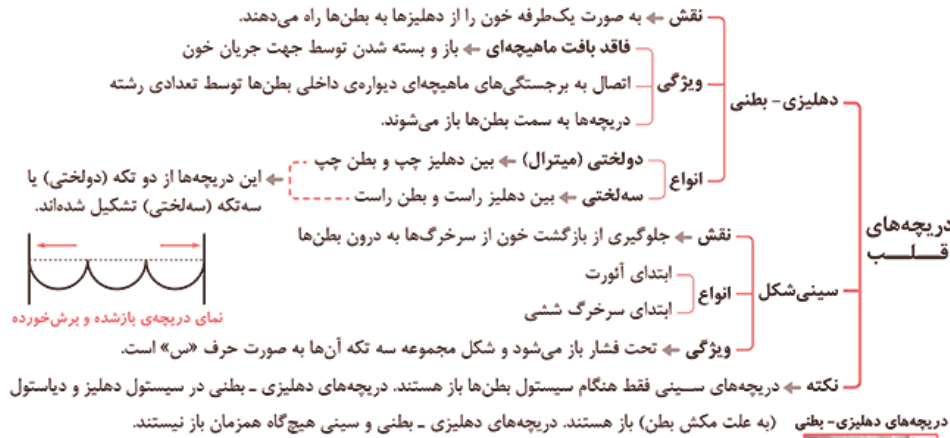 دریچه‌های قـلـب
دهلیزی- بطنی
نقش ← به صورت یک‌طرفه خون را از دهلیزها به بطن‌ها راه می‌دهند.
ویژگی
فاقد بافت ماهیچه‌ای ← باز و بسته شدن توسط جهت جریان خون
اتصال به برجستگی‌های ماهیچه‌ای دیواره‌ی داخلی بطن‌ها توسط تعدادی رشته
دریچه‌ها به سمت بطن‌ها باز می‌شوند.
انواع
دولختی (میترال) ← بین دهلیز چپ و بطن چپ
سه‌لختی ← بین دهلیز راست و بطن راست
این دریچه‌ها از دو تکه (دولختی) یا
سه‌تکه (سه‌لختی) تشکیل شده‌اند.
سینی‌شکل
نقش ← جلوگیری از بازگشت خون از سرخرگ‌ها به درون بطن‌ها
انواع
ابتدای آئورت
ابتدای سرخرگ ششی
ویژگی ← تحت فشار باز می‌شود و شکل مجموعه سه تکه آن‌ها به صورت حرف «س» است.
نمای دریچه‌ی بازشده و برش‌خورده
نکته ← دریچه‌های سـینی فقط هنگام سیستول بطن‌ها باز هستند. دریچه‌های دهلیزی ـ بطنی در سیستول دهلیز و دیاستول
(به علت مکش بطن) باز هستند. دریچه‌های دهلیزی ـ بطنی و سینی هیچ‌گاه همزمان باز نیستند.
دریچه‌های دهلیزی- بطنی